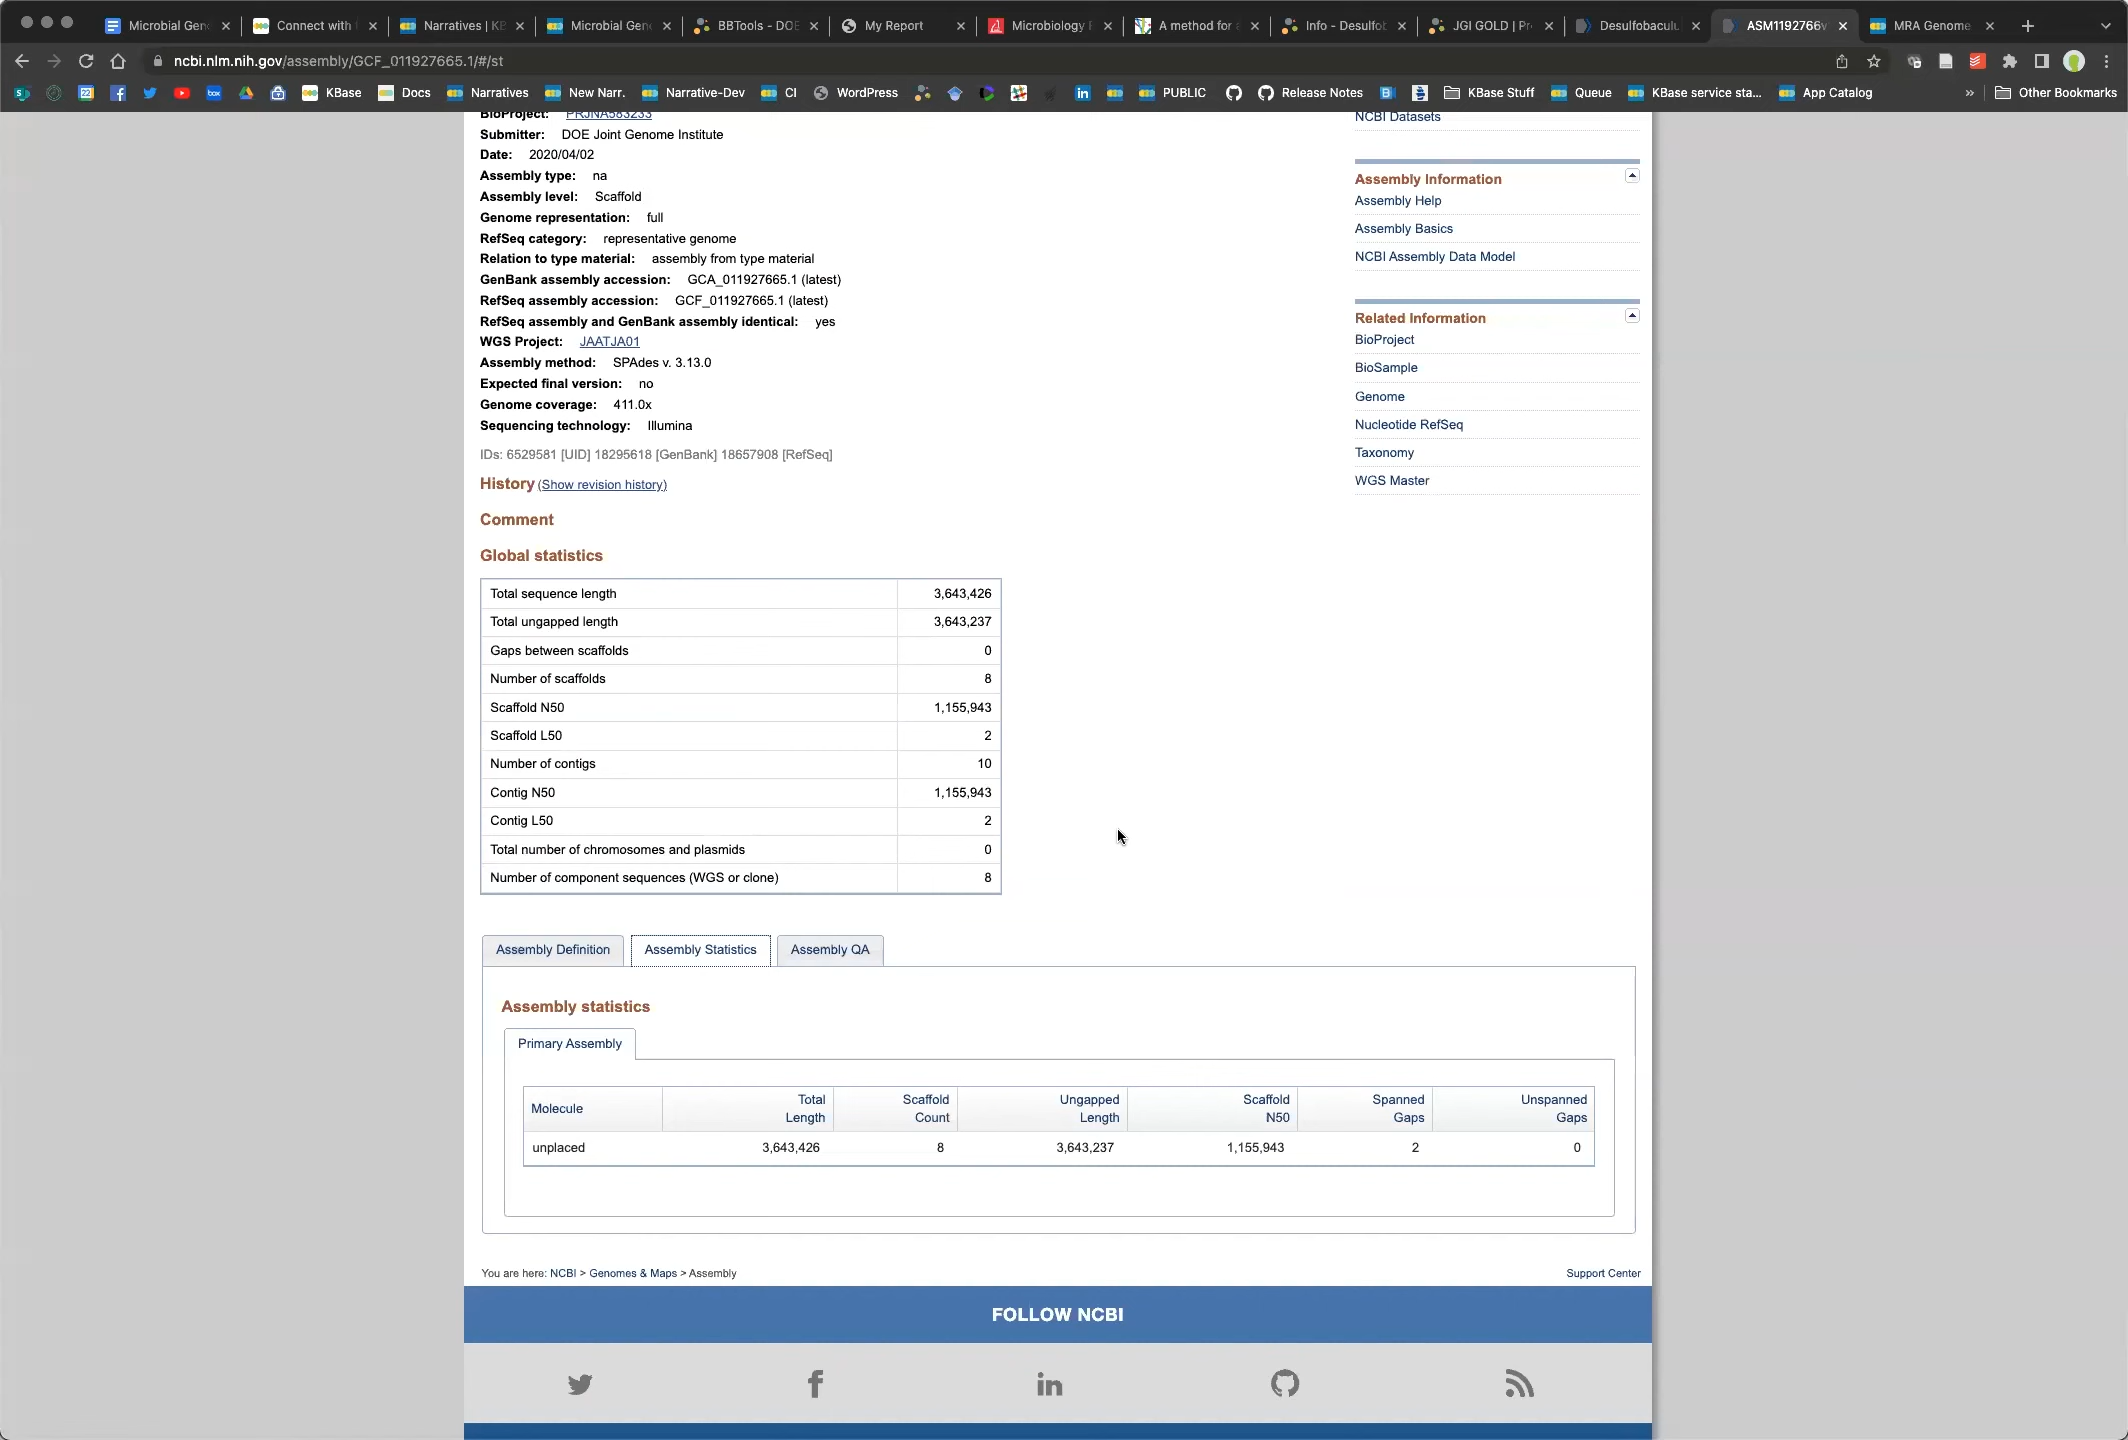 Microbial Gen
Connect with
Narratives | KB
Microbial Gen
BBTools - DOE
My Report
Microbiology
A method for
Info - Desulfob
JGI GOLD | Pr
Desulfobaculu
ASM1192766v
MRA Genome
ncbi.nlm.nih.gov/assembly/GCF_011927665.1/#/st
KBase
Docs
Narratives
New Narr.
Narrative-Dev
CI
WordPress
PUBLIC
Release Notes
KBase Stuff
Queue
KBase service sta...
App Catalog
»
Other Bookmarks
BioProject: PRJNA583233
Submitter: DOE Joint Genome Institute
Date: 2020/04/02
Assembly type: na
Assembly level: Scaffold
Genome representation: full
RefSeq category: representative genome
Relation to type material: assembly from type material
GenBank assembly accession: GCA_011927665.1 (latest)
RefSeq assembly accession: GCF_011927665.1 (latest)
RefSeq assembly and GenBank assembly identical: yes
WGS Project: JAATJA01
Assembly method: SPAdes v. 3.13.0
Expected final version: no
Genome coverage: 411.0x
Sequencing technology: Illumina
IDs: 6529581 [UID] 18295618 [GenBank] 18657908 [RefSeq]
History (Show revision history)
Comment
Global statistics
Total sequence length 3,643,426
Total ungapped length 3,643,237
Gaps between scaffolds 0
Number of scaffolds 8
Scaffold N50 1,155,943
Scaffold L50 2
Number of contigs 10
Contig N50 1,155,943
Contig L50 2
Total number of chromosomes and plasmids 0
Number of component sequences (WGS or clone) 8
NCBI Datasets
Assembly Information
Assembly Help
Assembly Basics
NCBI Assembly Data Model
Related Information
BioProject
BioSample
Genome
Nucleotide RefSeq
Taxonomy
WGS Master
Assembly Definition
Assembly Statistics
Assembly QA
Assembly statistics
Primary Assembly
Molecule
Total
Length
Scaffold
Count
Ungapped
Length
Scaffold
N50
Spanned
Gaps
Unspanned
Gaps
unplaced 3,643,426 8 3,643,237 1,155,943 2 0
You are here: NCBI > Genomes & Maps > Assembly
Support Center
FOLLOW NCBI